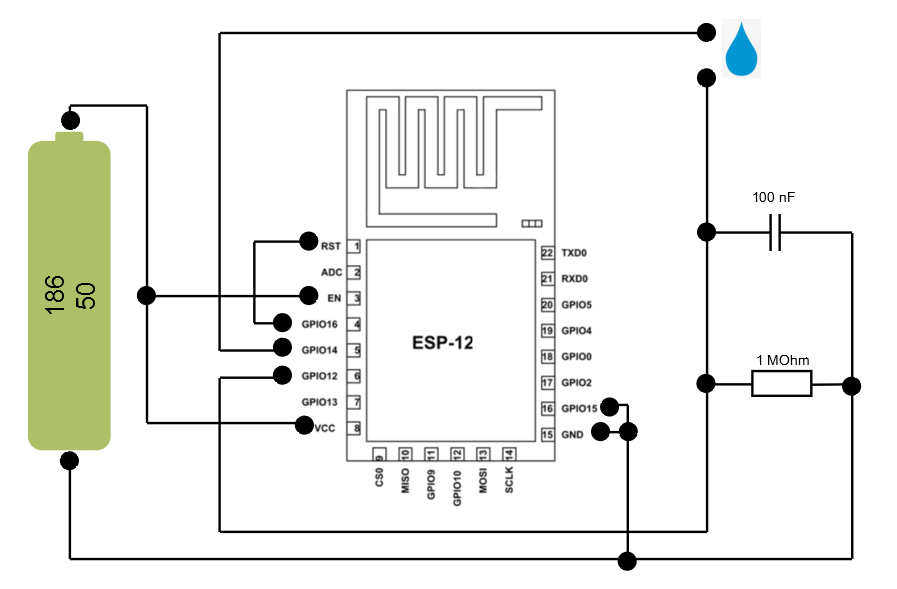 100 nF
1 MOhm
186
50
ESP-12
RST 1
ADC 2
EN 3
GPIO16 4
GPIO14 5
GPIO12 6
GPIO13 7
VCC 8
22 TXD0
21 RXD0
20 GPIO5
19 GPIO4
18 GPIO0
17 GPIO2
16 GPIO15
15 GND
9 10 11 12 13 14
CS0 MISO GPIO9 GPIO10 MOSI SCLK